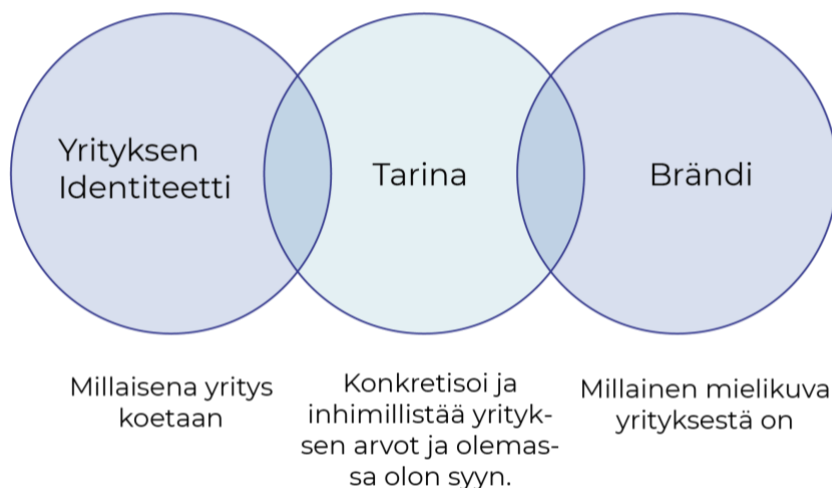 Yrityksen
Identiteetti
Tarina
Brändi
Millaisena yritys
koetaan
Konkretisoi ja
inhimillistää yrityk-
sen arvot ja olemas-
sa olon syyn.
Millainen mielikuva
yrityksestä on